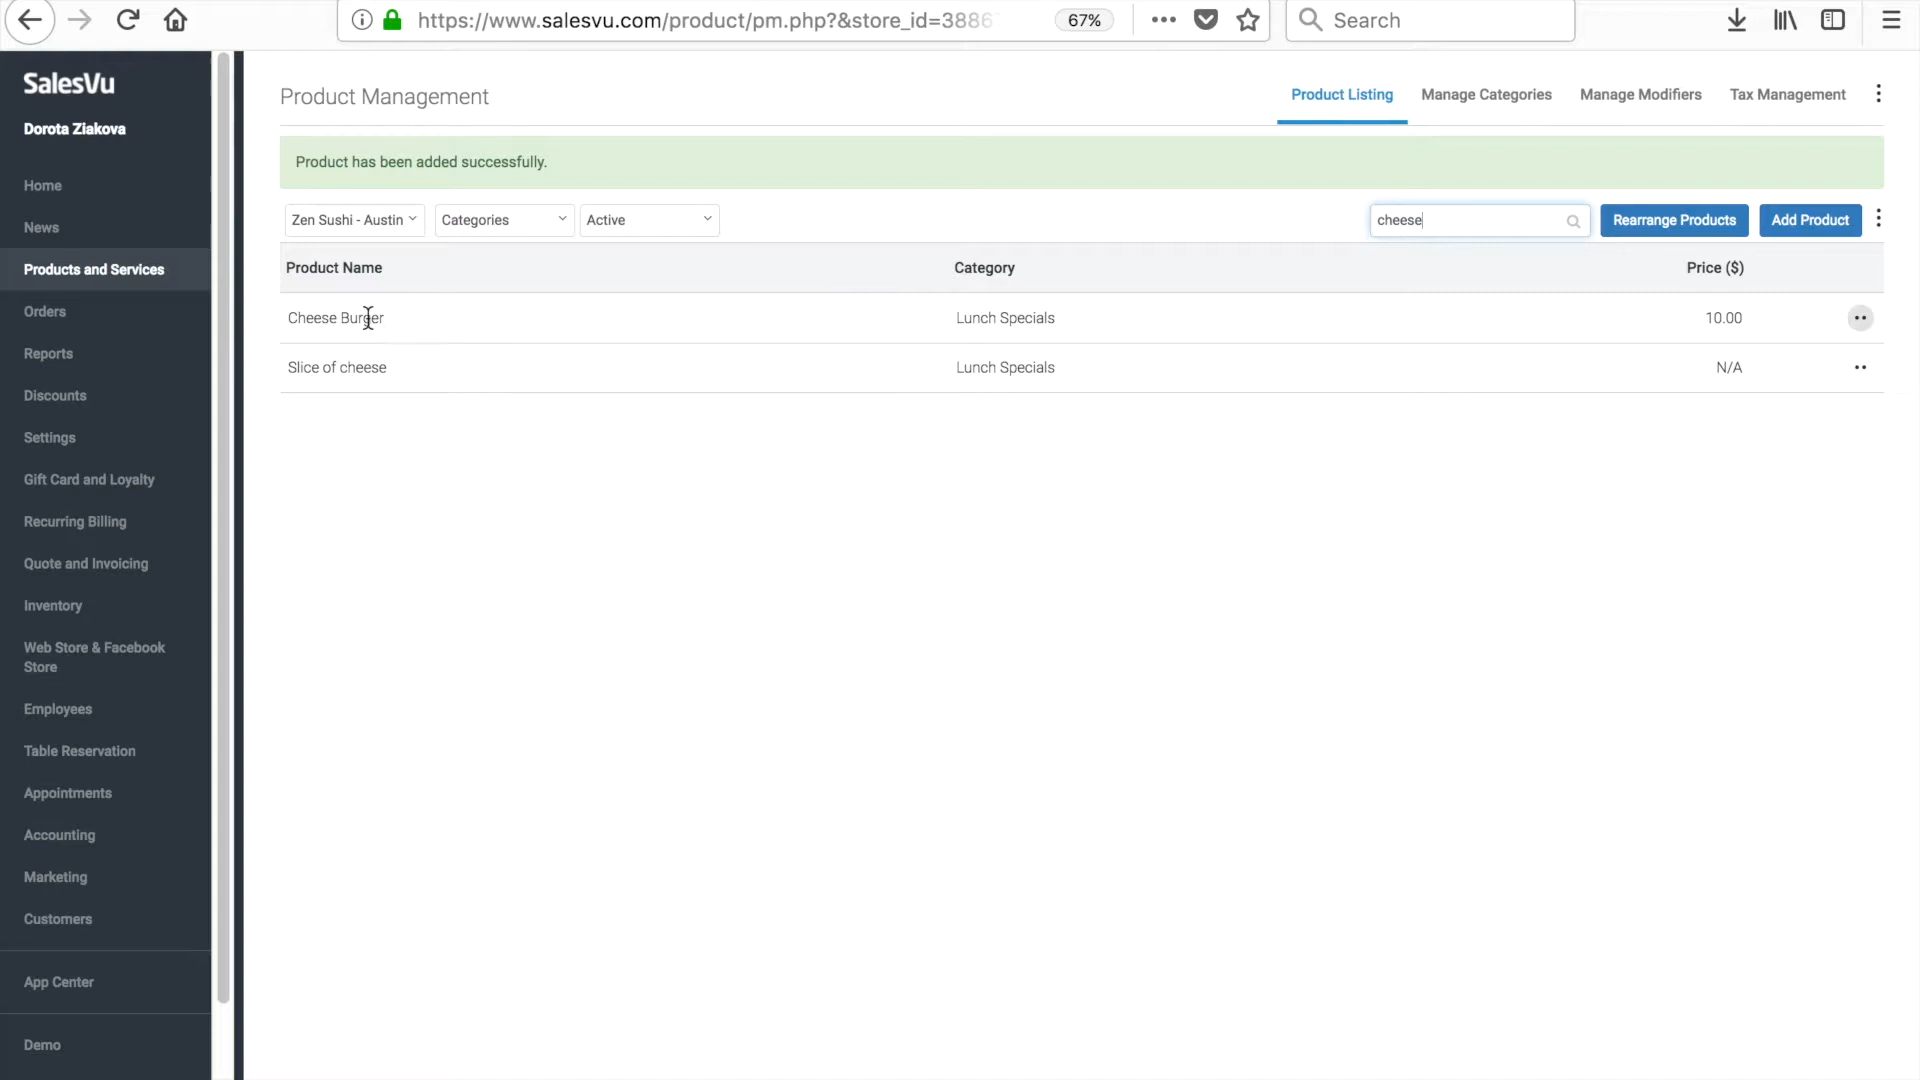 https://www.salesvu.com/product/pm.php?&store_id=3886
67%
Search
SalesVu
Dorota Ziakova
Home
News
Products and Services
Orders
Reports
Discounts
Settings
Gift Card and Loyalty
Recurring Billing
Quote and Invoicing
Inventory
Web Store & Facebook
Store
Employees
Table Reservation
Appointments
Accounting
Marketing
Customers
App Center
Demo
Product Management
Product Listing
Manage Categories
Manage Modifiers
Tax Management
Product has been added successfully.
Zen Sushi - Austin
Categories
Active
cheese
Rearrange Products
Add Product
Product Name Category Price ($)
Cheese Burger Lunch Specials 10.00
Slice of cheese Lunch Specials N/A